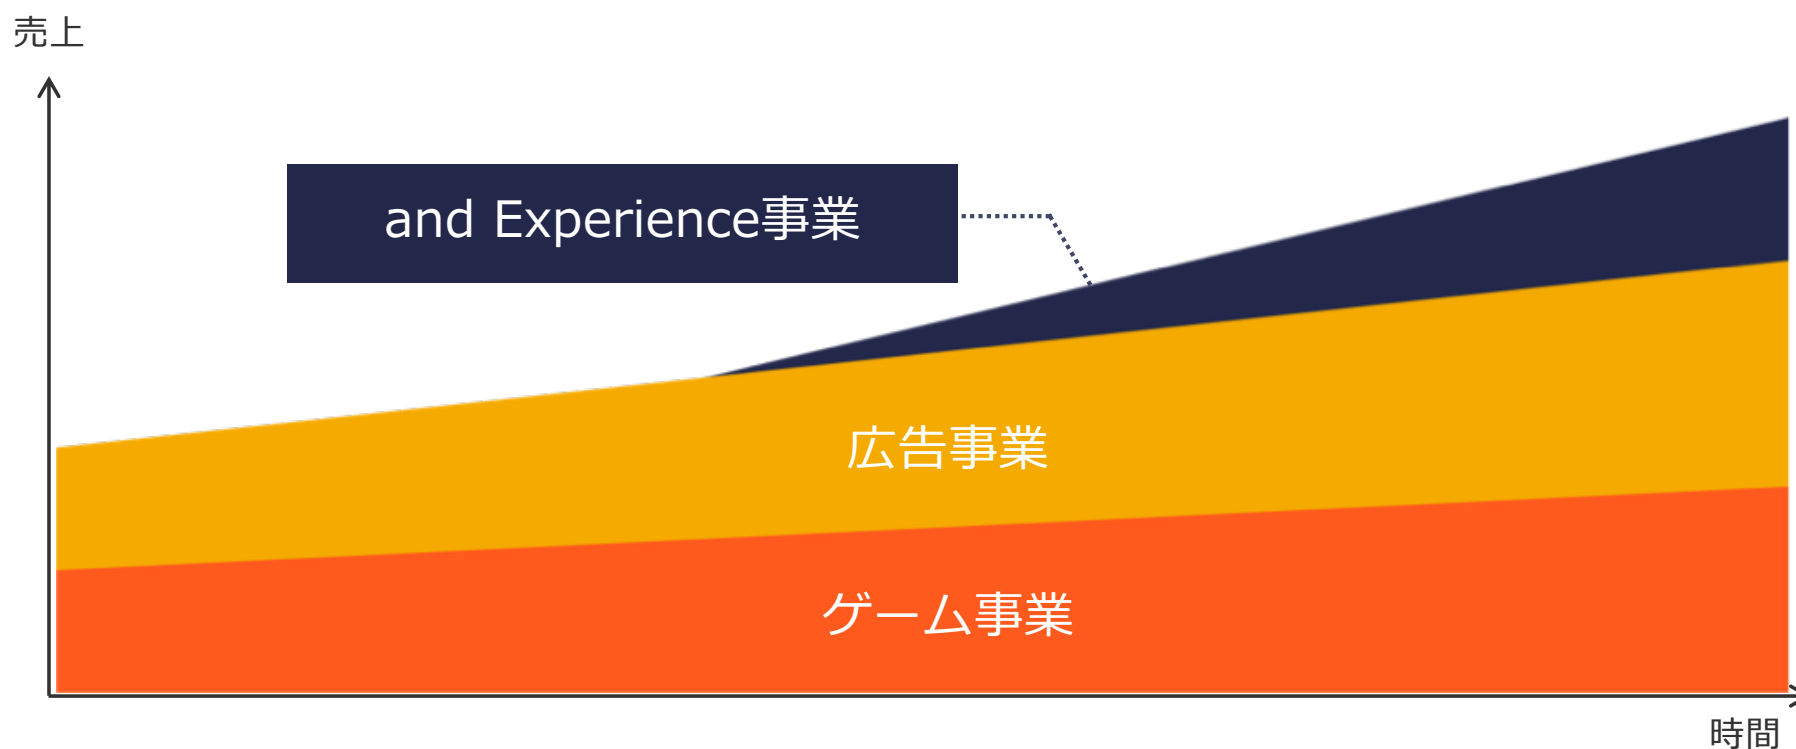 売上
and Experience事業
広告事業
ゲーム事業
時間